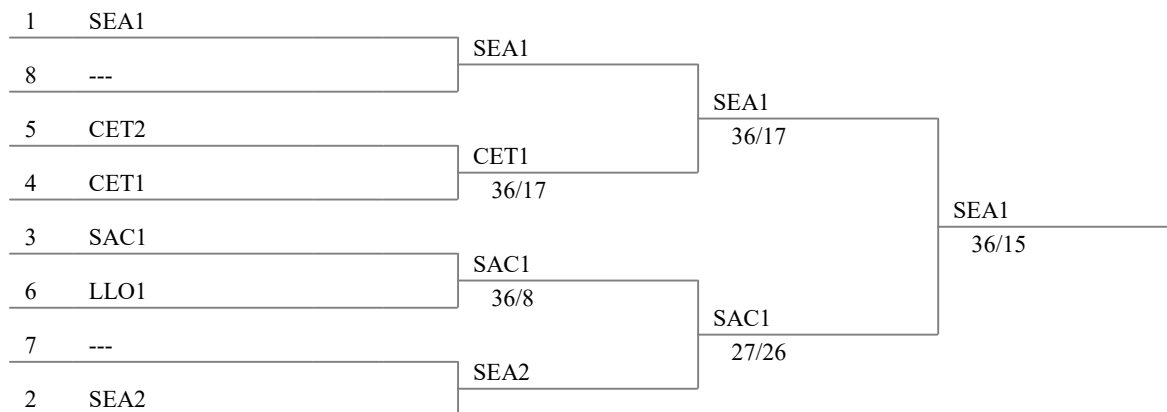 1 SEA1
SEA1
8 ---
SEA1
5 CET2
36/17
CET1
4 CET1
36/17
SEA1
3 SAC1
36/15
SAC1
6 LLO1
36/8
SAC1
7 ---
27/26
SEA2
2 SEA2